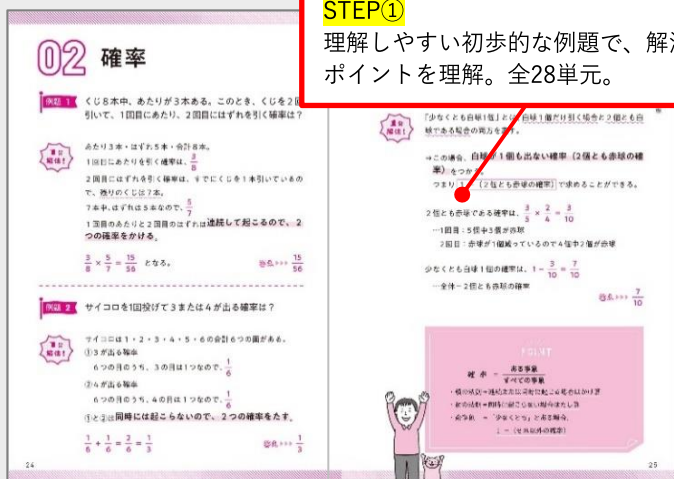 STEP①
理解しやすい初歩的な例題で、解
ポイントを理解。全28単元。
02 確率
例題 1 くじ8本中、あたりが3本ある。このとき、くじを2
引いて、1回目にあたり、2回目にはずれを引く確率は？
あたり3本・はずれ5本・合計8本。
1回目にあたりを引く確率は、3/8
2回目にはずれを引く確率は、すでにくじを1本引いているの
で、残りのくじは7本。
7本中、はずれは5本なので、5/7
1回目のあたりと2回目のはずれは連続して起こるので、2
つの確率をかける。
3/8 × 5/7 = 15/56 となる。
15/56
例題 2 サイコロを1回投げて3または4が出る確率は？
サイコロは1・2・3・4・5・6の合計6つの面がある。
①3が出る確率
6つの目のうち、3の目は1つなので、1/6
②4が出る確率
6つの目のうち、4の目は1つなので、1/6
①と②は同時には起こらないので、2つの確率をたす。
1/6 + 1/6 = 2/6 = 1/3
1/3
24
「少なくとも白球1個」とは、白球1個だけ引く場合と2個とも白
球である場合の両方を
⇒この場合、白球が1個も出ない確率（2個とも赤球の確
率）をつか
つまり 1 （2個とも赤球の確率）で求めることができる。
2個とも赤球である確率は、3/5 × 2/4 = 3/10
…1回目：5個中3個が赤球
2回目：赤球が1個減っているので4個中2個が赤球
少なくとも白球1個の確率は、1 − 3/10 = 7/10
…全体−2個とも赤球の確率
7/10
POINT
確率 = ある事象
すべての事象
25